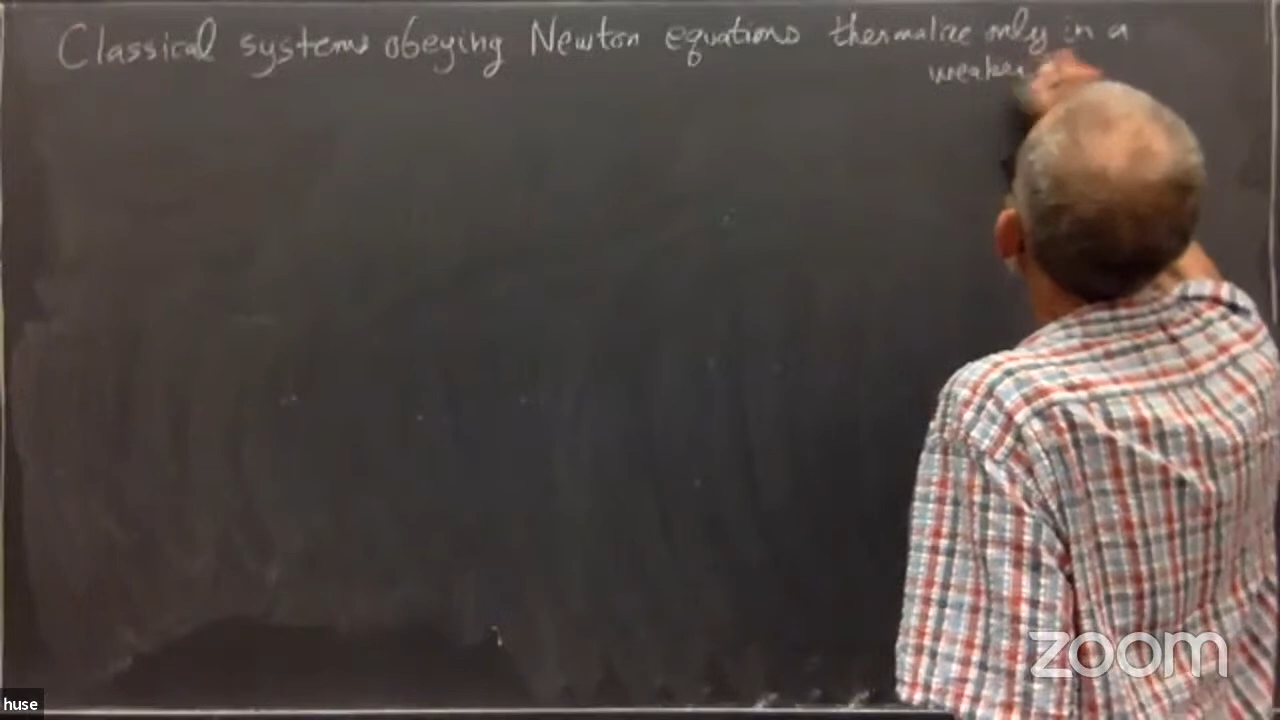 Classical systems obeying Newton equations thermalize only in a
weaker
zoom
huse